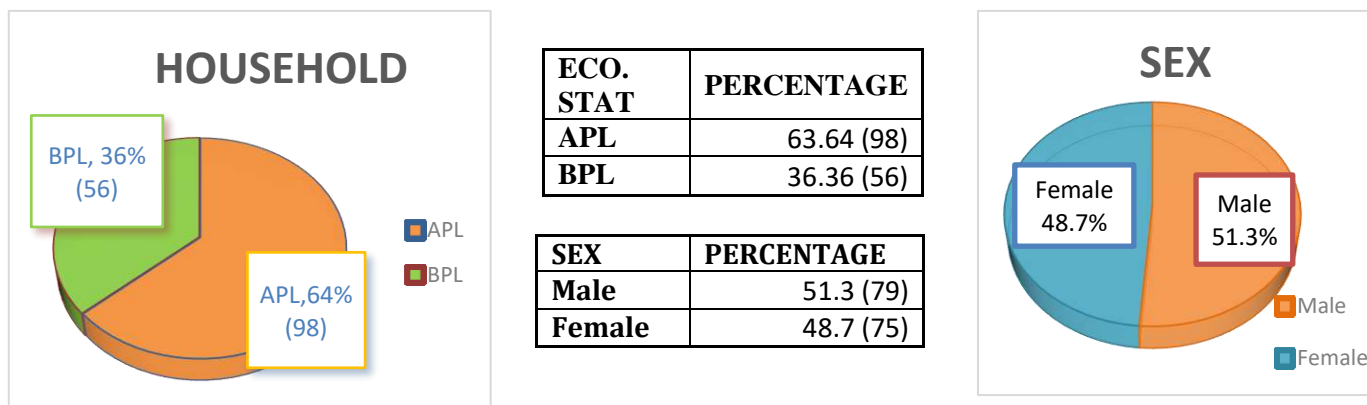 HOUSEHOLD
BPL, 36%
(56)
APL,64%
(98)
APL
BPL
ECO.
STAT PERCENTAGE
APL 63.64 (98)
BPL 36.36 (56)
SEX PERCENTAGE
Male 51.3 (79)
Female 48.7 (75)
SEX
Female
48.7%
Male
51.3%
Male
Female